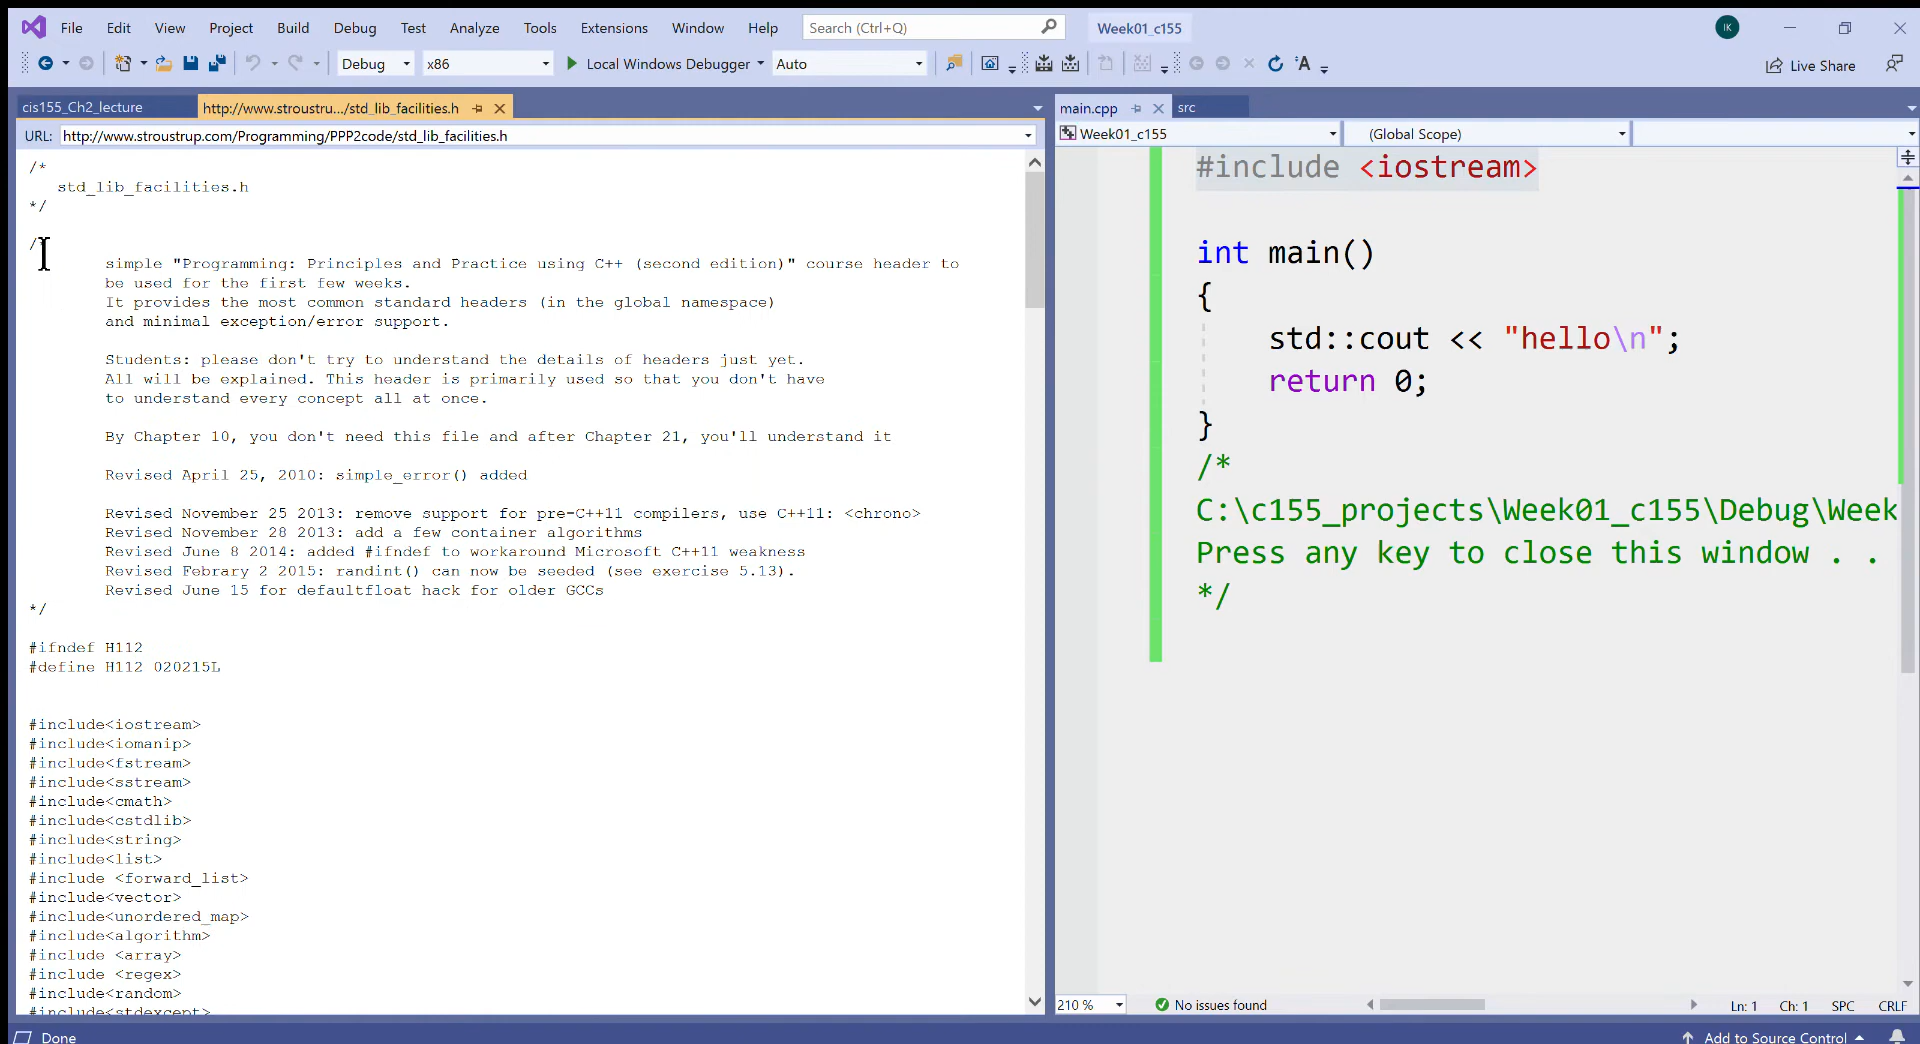 File Edit View Project Build Debug Test Analyze Tools Extensions Window Help Search (Ctrl+Q) Week01_c155 IK
Debug x86 Local Windows Debugger Auto Live Share
cis155_Ch2_lecture http://www.stroustru.../std_lib_facilities.h
URL: http://www.stroustrup.com/Programming/PPP2code/std_lib_facilities.h
/*
std_lib_facilities.h
*/
/*
simple "Programming: Principles and Practice using C++ (second edition)" course header to
be used for the first few weeks.
It provides the most common standard headers (in the global namespace)
and minimal exception/error support.
Students: please don't try to understand the details of headers just yet.
All will be explained. This header is primarily used so that you don't have
to understand every concept all at once.
By Chapter 10, you don't need this file and after Chapter 21, you'll understand it
Revised April 25, 2010: simple_error() added
Revised November 25 2013: remove support for pre-C++11 compilers, use C++11: <chrono>
Revised November 28 2013: add a few container algorithms
Revised June 8 2014: added #ifndef to workaround Microsoft C++11 weakness
Revised Febrary 2 2015: randint() can now be seeded (see exercise 5.13).
Revised June 15 for defaultfloat hack for older GCCs
*/
#ifndef H112
#define H112 020215L
#include<iostream>
#include<iomanip>
#include<fstream>
#include<sstream>
#include<cmath>
#include<cstdlib>
#include<string>
#include<list>
#include <forward_list>
#include<vector>
#include<unordered_map>
#include<algorithm>
#include <array>
#include <regex>
#include<random>
#include<stdexcept>
main.cpp src
Week01_c155 (Global Scope)
#include <iostream>
int main()
{
std::cout << "hello\n";
return 0;
}
/*
C:\c155_projects\Week01_c155\Debug\Week
Press any key to close this window . .
*/
210 % No issues found Ln: 1 Ch: 1 SPC CRLF
Done Add to Source Control